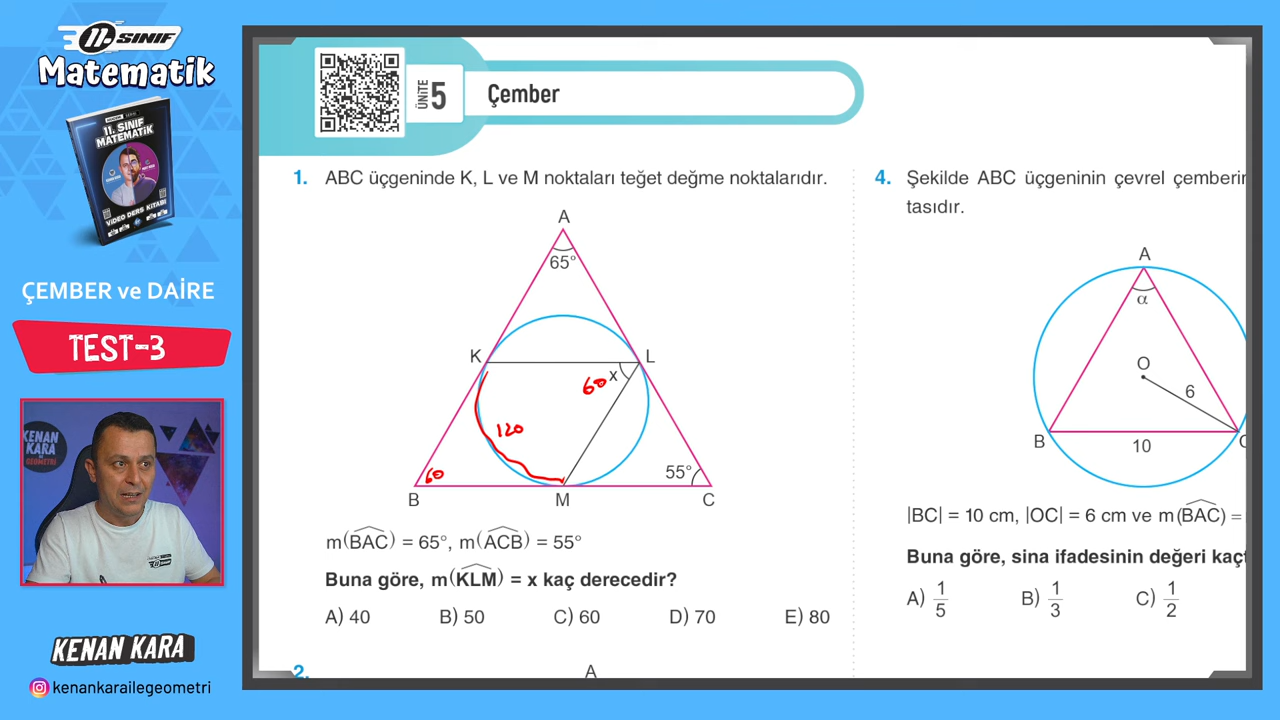 11. SINIF
Matematik
11. SINIF
MATEMATİK
VİDEO DERS KİTABI
ÇEMBER ve DAİRE
TEST-3
KENAN
KARA
GEOMETRİ
KENAN KARA
kenankarailegeometri
ÜNİTE 5
Çember
1. ABC üçgeninde K, L ve M noktaları teğet değme noktalarıdır.
A
65°
K
L
x
60
120
60
55°
B
M
C
m(BAC) = 65°, m(ACB) = 55°
Buna göre, m(KLM) = x kaç derecedir?
A) 40 B) 50 C) 60 D) 70 E) 80
2.
A
4. Şekilde ABC üçgeninin çevrel çemberin
tasıdır.
A
α
O
6
B
10
C
|BC| = 10 cm, |OC| = 6 cm ve m(BAC) =
Buna göre, sinα ifadesinin değeri kaçt
A) 1/5 B) 1/3 C) 1/2